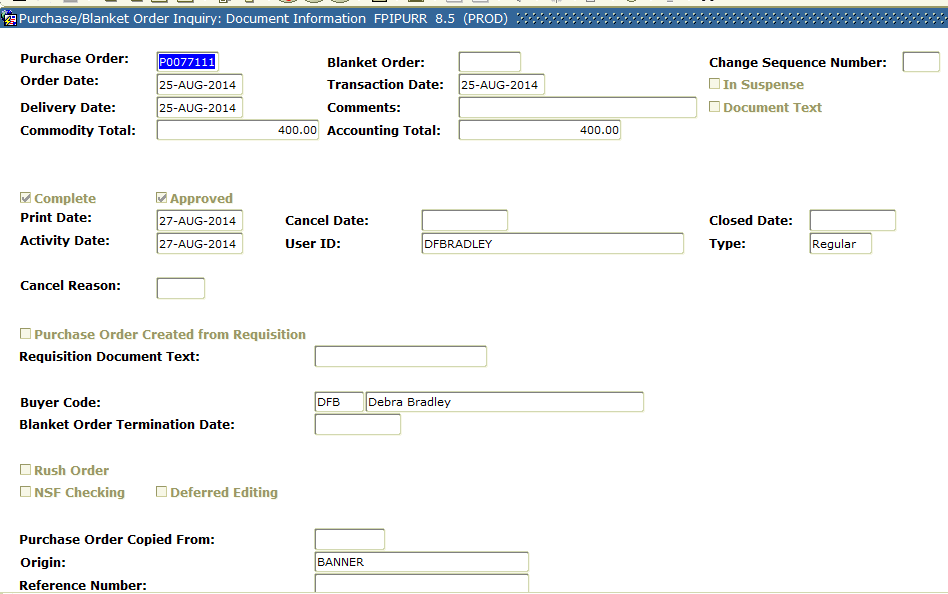 Purchase/Blanket Order Inquiry: Document Information FPIPURR 8.5 (PROD)
Purchase Order: P0077111 Blanket Order: Change Sequence Number:
Order Date: 25-AUG-2014 Transaction Date: 25-AUG-2014 In Suspense
Delivery Date: 25-AUG-2014 Comments: Document Text
Commodity Total: 400.00 Accounting Total: 400.00
Complete Approved
Print Date: 27-AUG-2014 Cancel Date: Closed Date:
Activity Date: 27-AUG-2014 User ID: DFBRADLEY Type: Regular
Cancel Reason:
Purchase Order Created from Requisition
Requisition Document Text:
Buyer Code: DFB Debra Bradley
Blanket Order Termination Date:
Rush Order
NSF Checking Deferred Editing
Purchase Order Copied From:
Origin: BANNER
Reference Number: